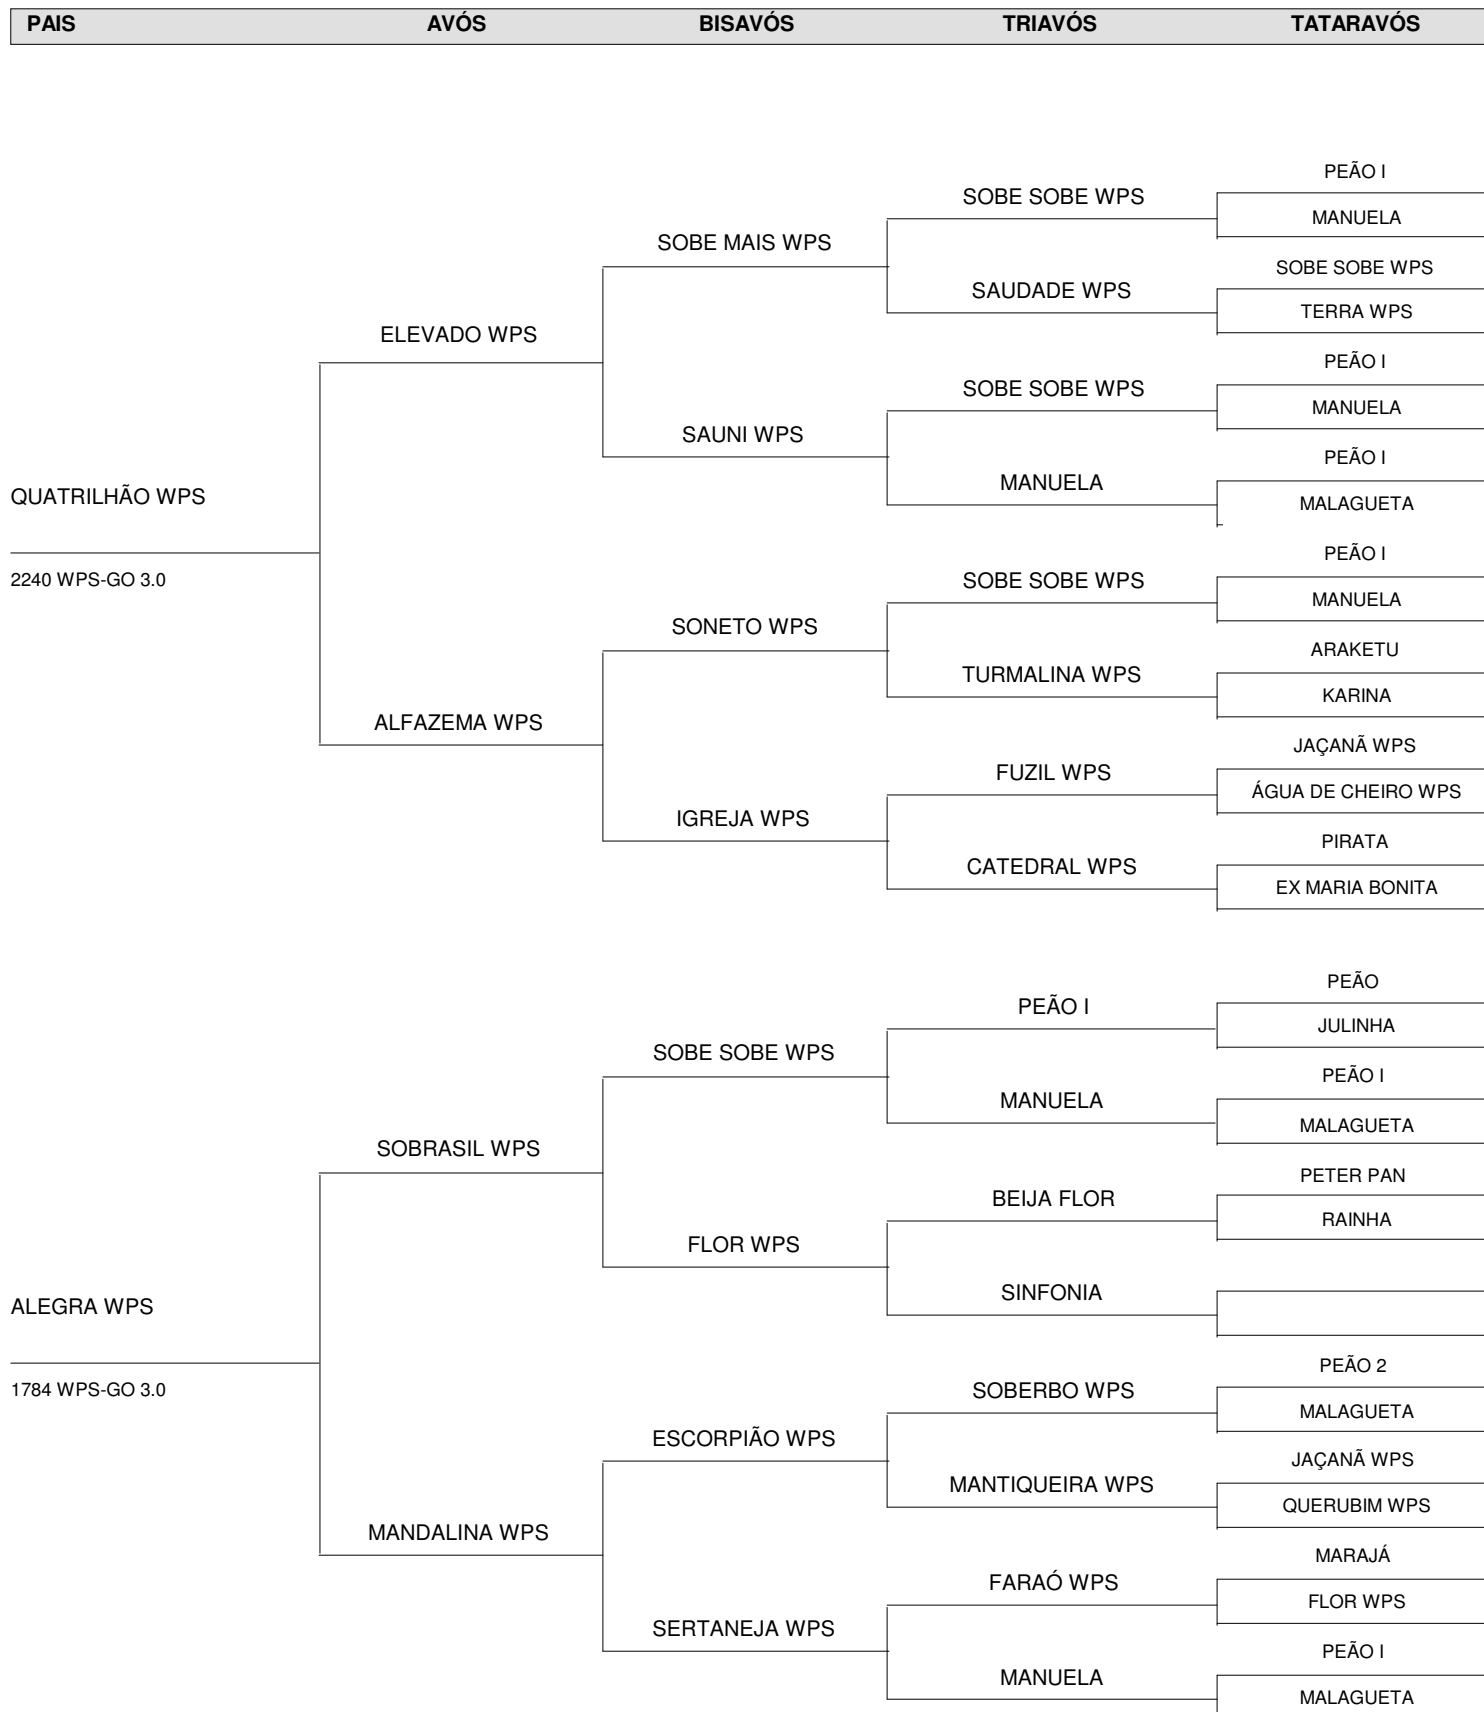 PAIS AVÓS BISAVÓS TRIAVÓS TATARAVÓS
PEÃO I
SOBE SOBE WPS
MANUELA
SOBE MAIS WPS
SOBE SOBE WPS
SAUDADE WPS
TERRA WPS
ELEVADO WPS
PEÃO I
SOBE SOBE WPS
MANUELA
SAUNI WPS
PEÃO I
MANUELA
QUATRILHÃO WPS
MALAGUETA
PEÃO I
2240 WPS-GO 3.0
SOBE SOBE WPS
MANUELA
SONETO WPS
ARAKETU
TURMALINA WPS
KARINA
ALFAZEMA WPS
JAÇANÃ WPS
FUZIL WPS
ÁGUA DE CHEIRO WPS
IGREJA WPS
PIRATA
CATEDRAL WPS
EX MARIA BONITA
PEÃO
PEÃO I
JULINHA
SOBE SOBE WPS
PEÃO I
MANUELA
MALAGUETA
SOBRASIL WPS
PETER PAN
BEIJA FLOR
RAINHA
FLOR WPS
SINFONIA
ALEGRA WPS
PEÃO 2
1784 WPS-GO 3.0
SOBERBO WPS
MALAGUETA
ESCORPIÃO WPS
JAÇANÃ WPS
MANTIQUEIRA WPS
QUERUBIM WPS
MANDALINA WPS
MARAJÁ
FARAÓ WPS
FLOR WPS
SERTANEJA WPS
PEÃO I
MANUELA
MALAGUETA